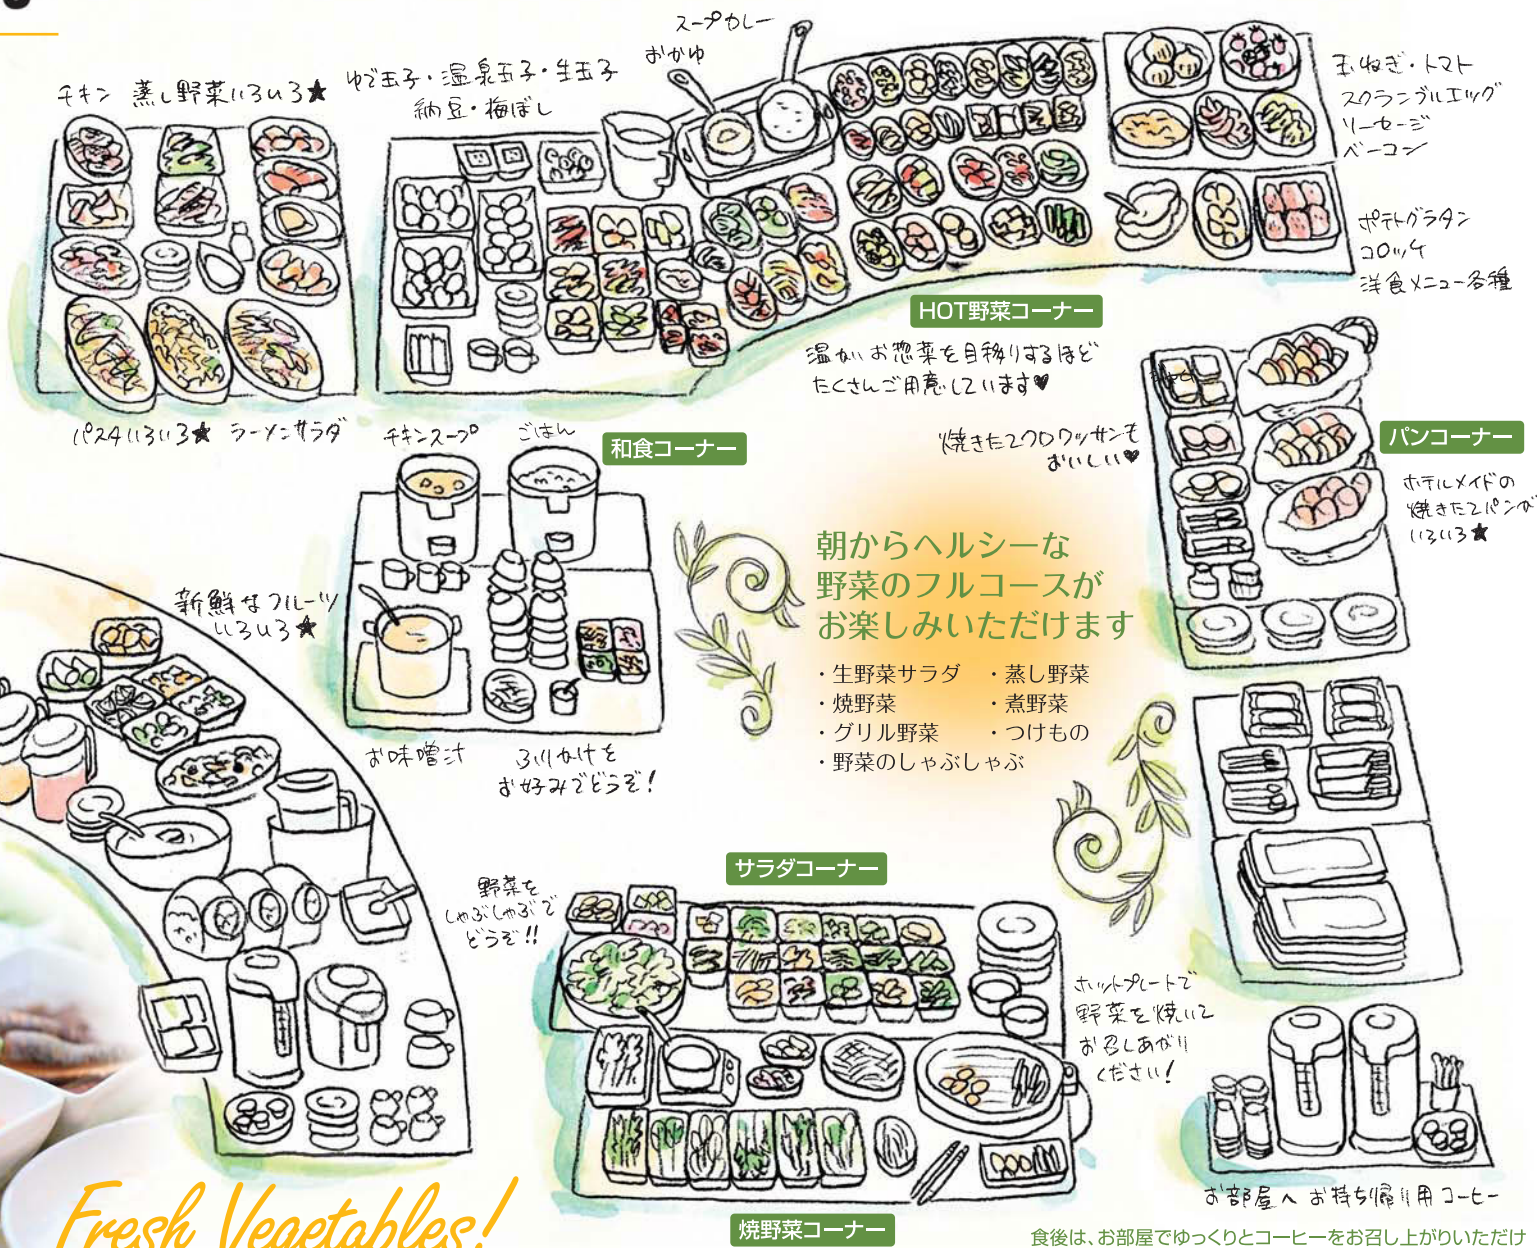 スープカレー
おかゆ
チキン 蒸し野菜いろいろ★
ゆで玉子・温泉玉子・生玉子
納豆・梅ぼし
玉ねぎ・トマト
スクランブルエッグ
ソーセージ
ベーコン
ポテトグラタン
コロッケ
洋食メニュー各種
HOT野菜コーナー
温かいお惣菜を目移りするほど
たくさんご用意しています♥
パスタいろいろ★ ラーメンサラダ
チキンスープ
ごはん
和食コーナー
焼きたてクロワッサンも
おいしい♥
パンコーナー
ホテルメイドの
焼きたてパンが
いろいろ★
朝からヘルシーな
野菜のフルコースが
お楽しみいただけます
・生野菜サラダ ・蒸し野菜
・焼野菜 ・煮野菜
・グリル野菜 ・つけもの
・野菜のしゃぶしゃぶ
新鮮なフルーツ
いろいろ★
お味噌汁
ふりかけを
お好みでどうぞ!
サラダコーナー
野菜を
しゃぶしゃぶで
どうぞ!!
ホットプレートで
野菜を焼いて
お召しあがり
ください!
焼野菜コーナー
お部屋へ お持ち帰り用コーヒー
食後は、お部屋でゆっくりとコーヒーをお召し上がりいただけ
Fresh Vegetables!